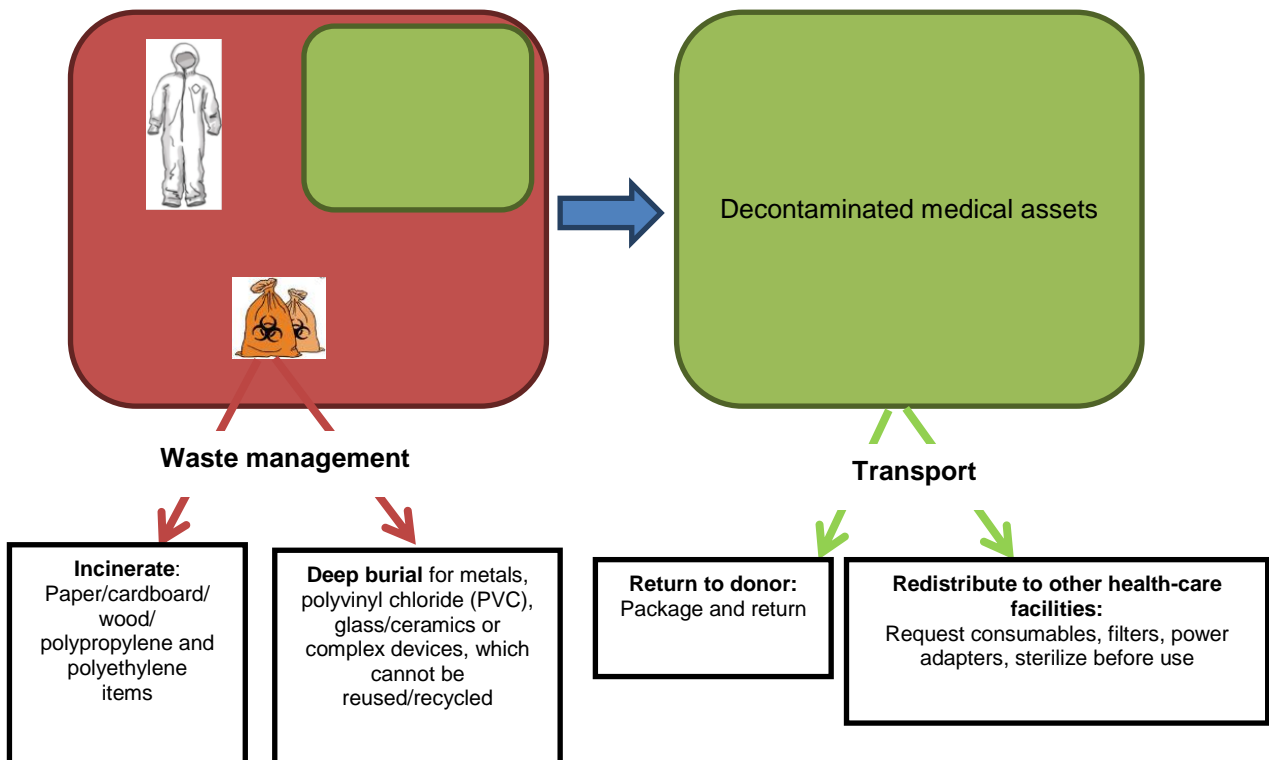 Decontaminated medical assets
Waste management
Transport
Incinerate:
Paper/cardboard/
wood/
polypropylene and
polyethylene
items
Deep burial for metals,
polyvinyl chloride (PVC),
glass/ceramics or
complex devices, which
cannot be
reused/recycled
Return to donor:
Package and return
Redistribute to other health-care
facilities:
Request consumables, filters, power
adapters, sterilize before use